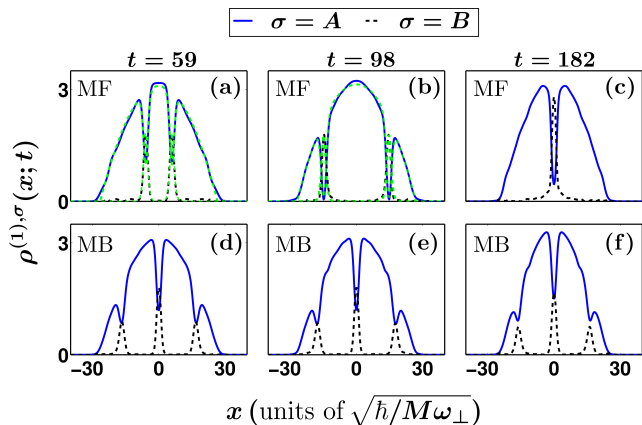 σ = A σ = B
t = 59 t = 98 t = 182
3 MF (a) MF (b) MF (c)
0
3 MB (d) MB (e) MB (f)
0
−30 0 30 −30 0 30 −30 0 30
ρ^{(1),σ}(x; t)
x (units of √ħ/Mω⊥)